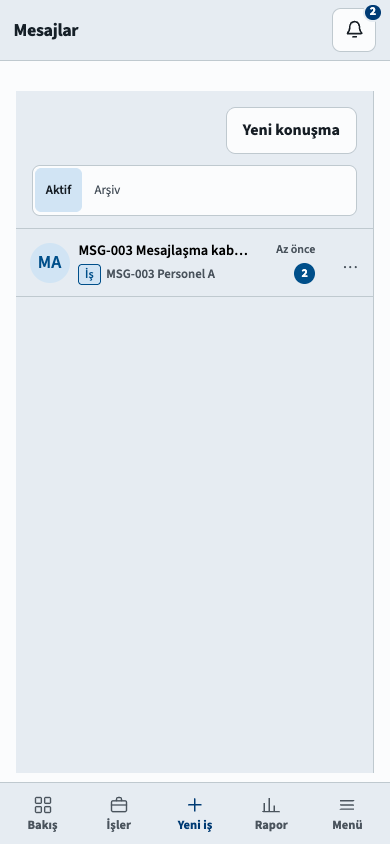 Mesajlar
2
Yeni konuşma
Aktif
Arşiv
MA
MSG-003 Mesajlaşma kab...
Az önce
İş
MSG-003 Personel A
2
Bakış
İşler
Yeni iş
Rapor
Menü